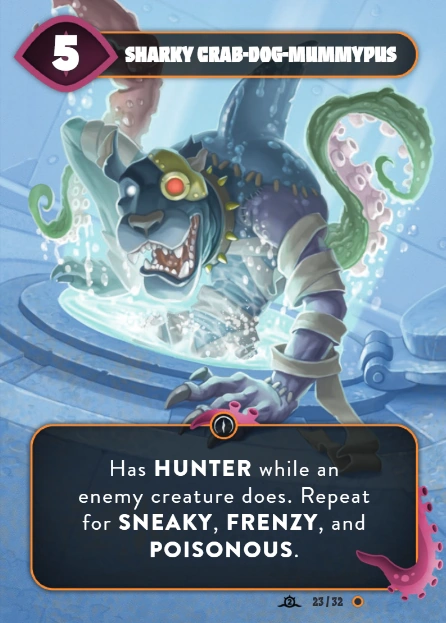 5
SHARKY CRAB-DOG-MUMMYPUS
Has HUNTER while an
enemy creature does. Repeat
for SNEAKY, FRENZY, and
POISONOUS.
2 23/32